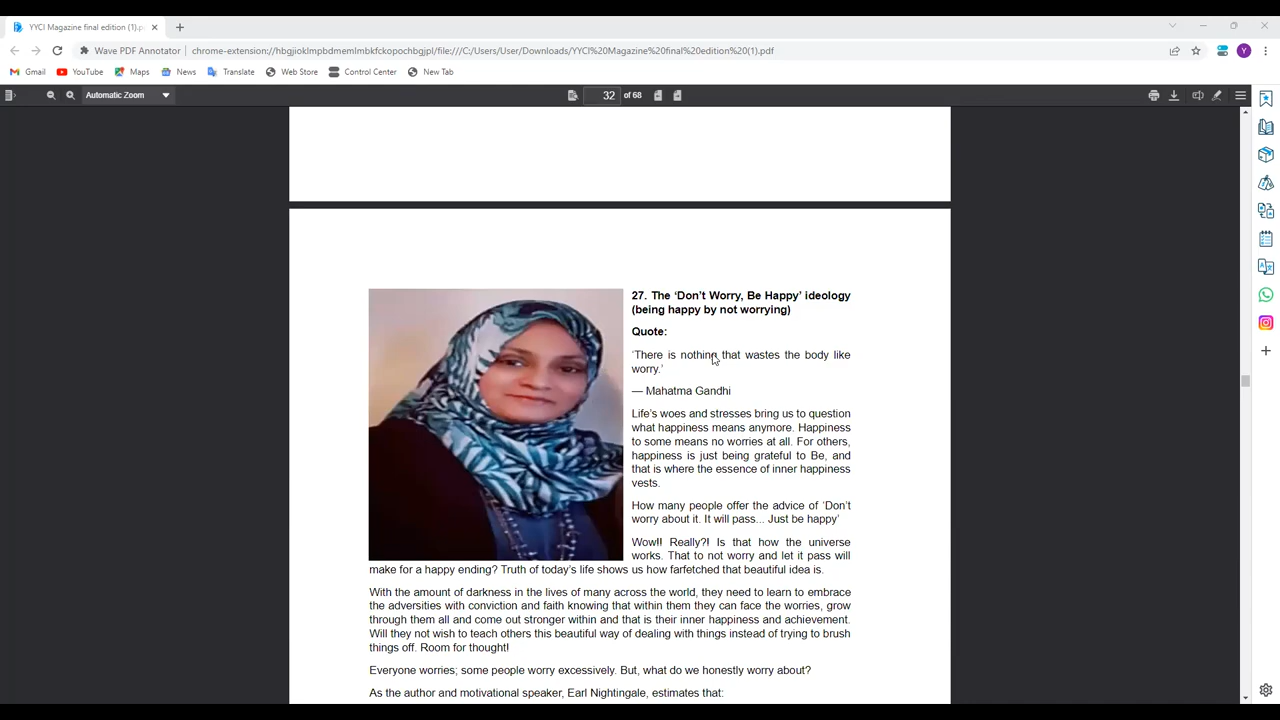 YYCI Magazine final edition (1).p
Wave PDF Annotator
chrome-extension://hbgjioklmpbdmemlmbkfckopochbgjpl/file:///C:/Users/User/Downloads/YYCI%20Magazine%20final%20edition%20(1).pdf
Y
Gmail
YouTube
Maps
News
Translate
Web Store
Control Center
New Tab
Automatic Zoom
32 of 68
27. The ‘Don’t Worry, Be Happy’ ideology
(being happy by not worrying)
Quote:
‘There is nothing that wastes the body like
worry.’
— Mahatma Gandhi
Life’s woes and stresses bring us to question
what happiness means anymore. Happiness
to some means no worries at all. For others,
happiness is just being grateful to Be, and
that is where the essence of inner happiness
vests.
How many people offer the advice of ‘Don’t
worry about it. It will pass... Just be happy’
Wow!! Really?! Is that how the universe
works. That to not worry and let it pass will
make for a happy ending? Truth of today’s life shows us how farfetched that beautiful idea is.
With the amount of darkness in the lives of many across the world, they need to learn to embrace
the adversities with conviction and faith knowing that within them they can face the worries, grow
through them all and come out stronger within and that is their inner happiness and achievement.
Will they not wish to teach others this beautiful way of dealing with things instead of trying to brush
things off. Room for thought!
Everyone worries; some people worry excessively. But, what do we honestly worry about?
As the author and motivational speaker, Earl Nightingale, estimates that: